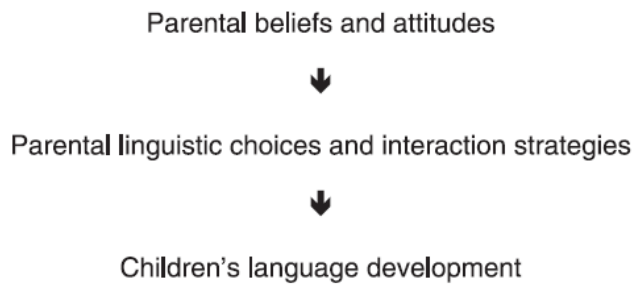 Parental beliefs and attitudes
Parental linguistic choices and interaction strategies
Children's language development